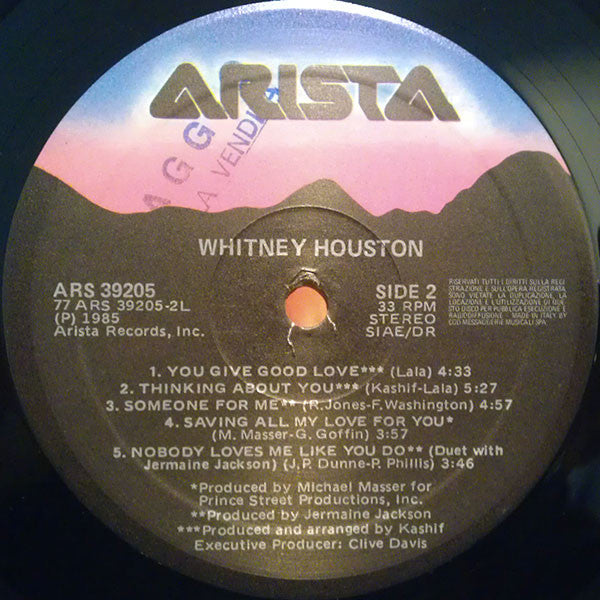 ARISTA
AGG
LA VENDI
WHITNEY HOUSTON
ARS 39205
77 ARS 39205-2L
(P) 1985
Arista Records, Inc.
SIDE 2
33 RPM
STEREO
SIAE/DR
RISERVATI TUTTI I DIRITTI SULLA REGI
STRAZIONE E SULL'OPERA REGISTRATA.
SONO VIETATE LA DUPLICAZIONE, LA
LOCAZIONE E L'UTILIZZAZIONE DI QUE
STO DISCO PER PUBBLICA ESECUZIONE E
RADIODIFFUSIONE - MADE IN ITALY BY
CGD MESSAGGERIE MUSICALI SPA
1. YOU GIVE GOOD LOVE*** (Lala) 4:33
2. THINKING ABOUT YOU*** (Kashif-Lala) 5:27
3. SOMEONE FOR ME** (R.Jones-F.Washington) 4:57
4. SAVING ALL MY LOVE FOR YOU*
(M. Masser-G. Goffin) 3:57
5. NOBODY LOVES ME LIKE YOU DO** (Duet with
Jermaine Jackson) (J.P. Dunne-P. Phillis) 3:46
*Produced by Michael Masser for
Prince Street Productions, Inc.
**Produced by Jermaine Jackson
***Produced and arranged by Kashif
Executive Producer: Clive Davis